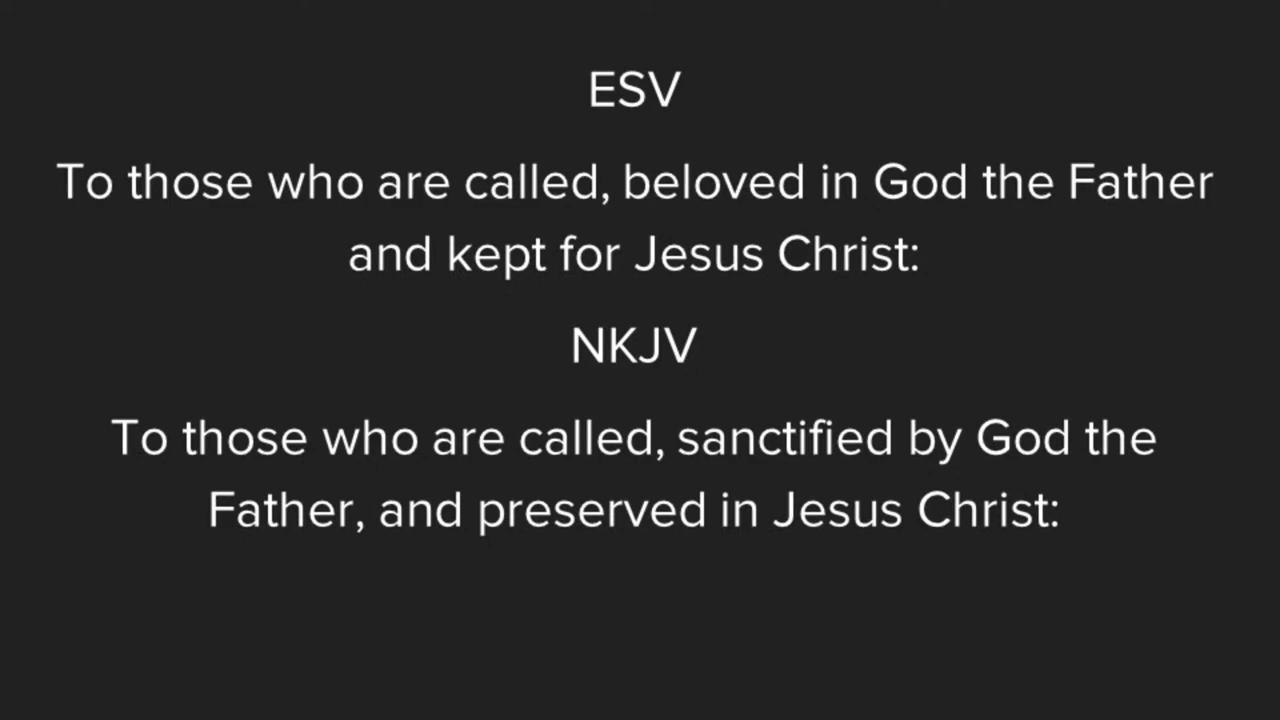 ESV
To those who are called, beloved in God the Father
and kept for Jesus Christ:
NKJV
To those who are called, sanctified by God the
Father, and preserved in Jesus Christ: